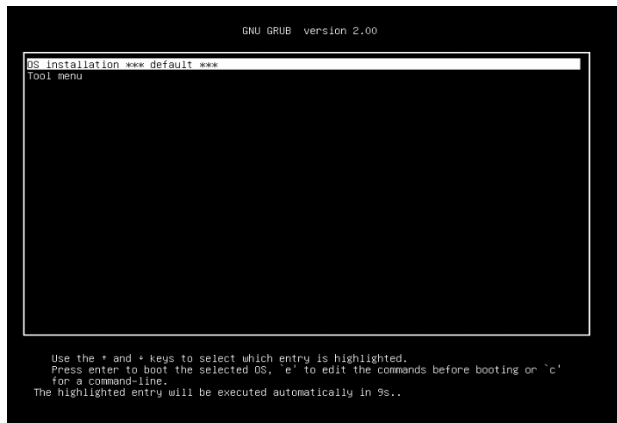 GNU GRUB  version 2.00
OS installation *** default ***
Tool menu
Use the ↑ and ↓ keys to select which entry is highlighted.
Press enter to boot the selected OS, `e' to edit the commands before booting or `c'
for a command-line.
The highlighted entry will be executed automatically in 9s..